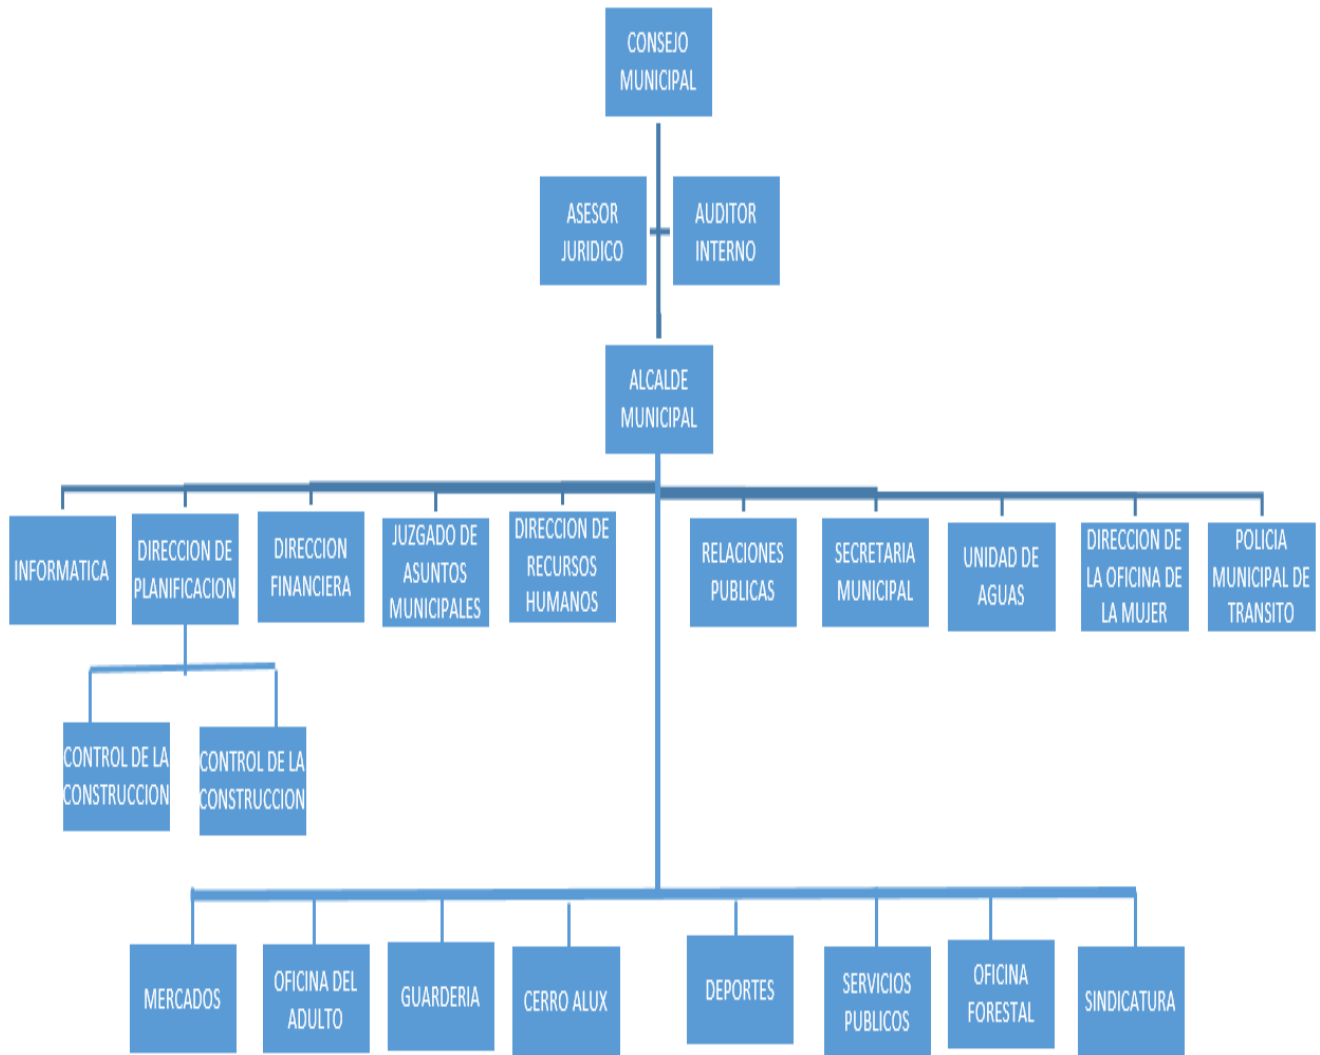 CONSEJO
MUNICIPAL
ASESOR
JURIDICO
AUDITOR
INTERNO
ALCALDE
MUNICIPAL
INFORMATICA
DIRECCION DE
PLANIFICACION
DIRECCION
FINANCIERA
JUZGADO DE
ASUNTOS
MUNICIPALES
DIRECCION DE
RECURSOS
HUMANOS
RELACIONES
PUBLICAS
SECRETARIA
MUNICIPAL
UNIDAD DE
AGUAS
DIRECCION DE
LA OFICINA DE
LA MUJER
POLICIA
MUNICIPAL DE
TRANSITO
CONTROL DE LA
CONSTRUCCION
CONTROL DE LA
CONSTRUCCION
MERCADOS
OFICINA DEL
ADULTO
GUARDERIA
CERRO ALUX
DEPORTES
SERVICIOS
PUBLICOS
OFICINA
FORESTAL
SINDICATURA